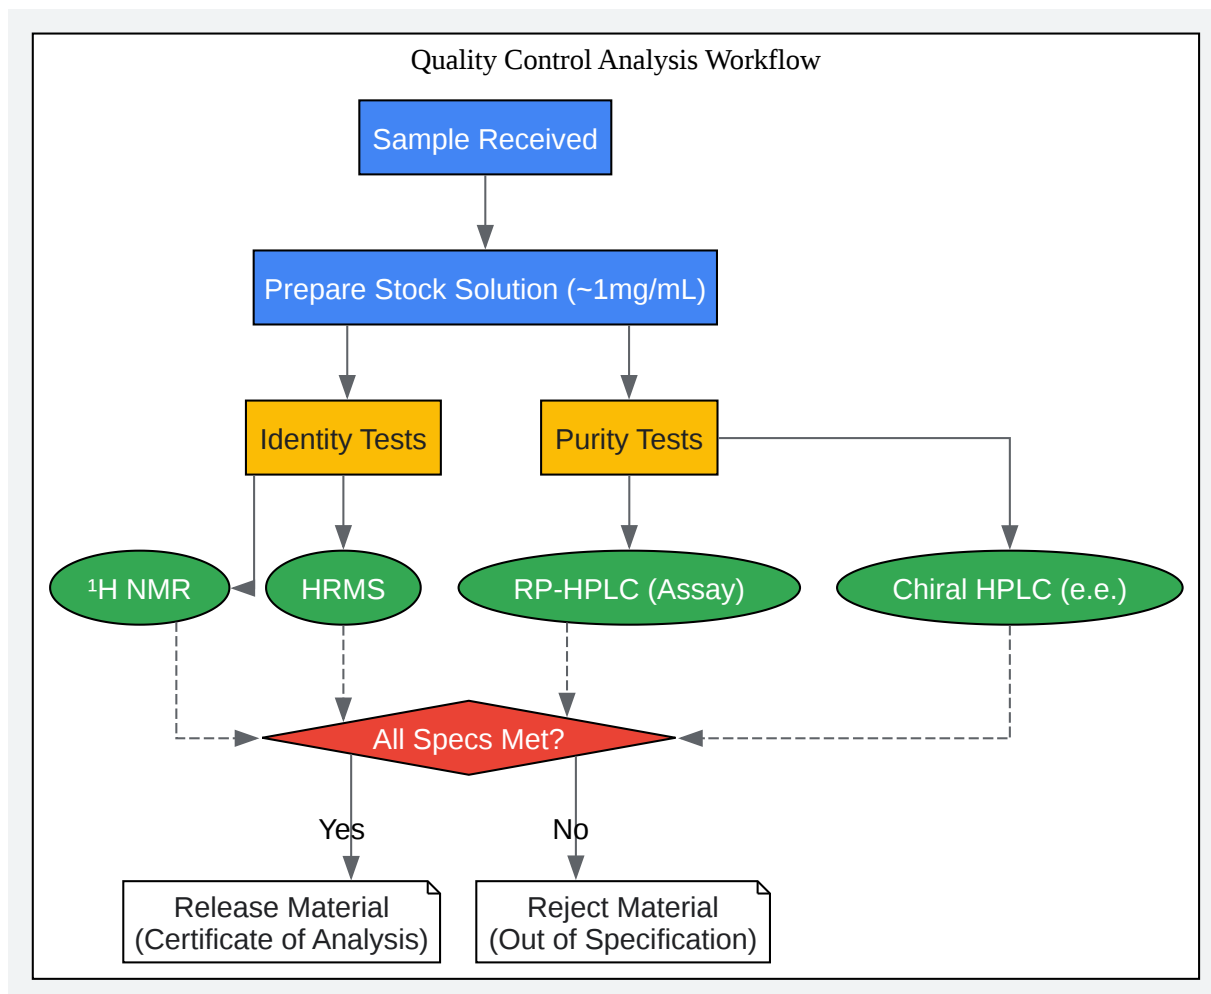 Quality Control Analysis Workflow
Sample Received
Prepare Stock Solution (~1mg/mL)
Identity Tests
Purity Tests
¹H NMR
HRMS
RP-HPLC (Assay)
Chiral HPLC (e.e.)
All Specs Met?
Yes
No
Release Material
(Certificate of Analysis)
Reject Material
(Out of Specification)